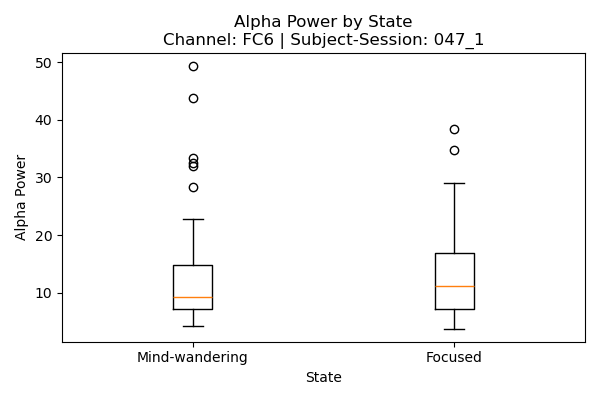 Alpha Power by State
Channel: FC6 | Subject-Session: 047_1
Alpha Power
50
40
30
20
10
Mind-wandering
Focused
State